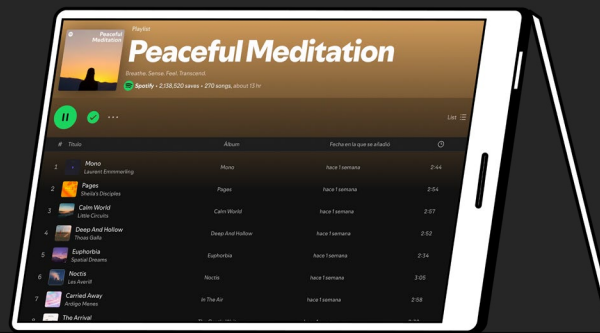 Peaceful
Meditation
Playlist
Peaceful Meditation
Breathe. Sense. Feel. Transcend.
Spotify • 2,138,520 saves • 270 songs, about 13 hr
List
# Título Álbum Fecha en la que se añadió
1 Mono Mono hace 1 semana 2:44
Laurent Emmmerling
2 Pages Pages hace 1 semana 2:54
Sheila's Disciples
3 Calm World Calm World hace 1 semana 2:57
Little Circuits
4 Deep And Hollow Deep And Hollow hace 1 semana 2:52
Thoas Galla
5 Euphorbia Euphorbia hace 1 semana 2:34
Spatial Dreams
6 Noctis Noctis hace 1 semana 3:05
Les Averill
7 Carried Away In The Air hace 1 semana 2:58
Ardigo Menes
The Arrival